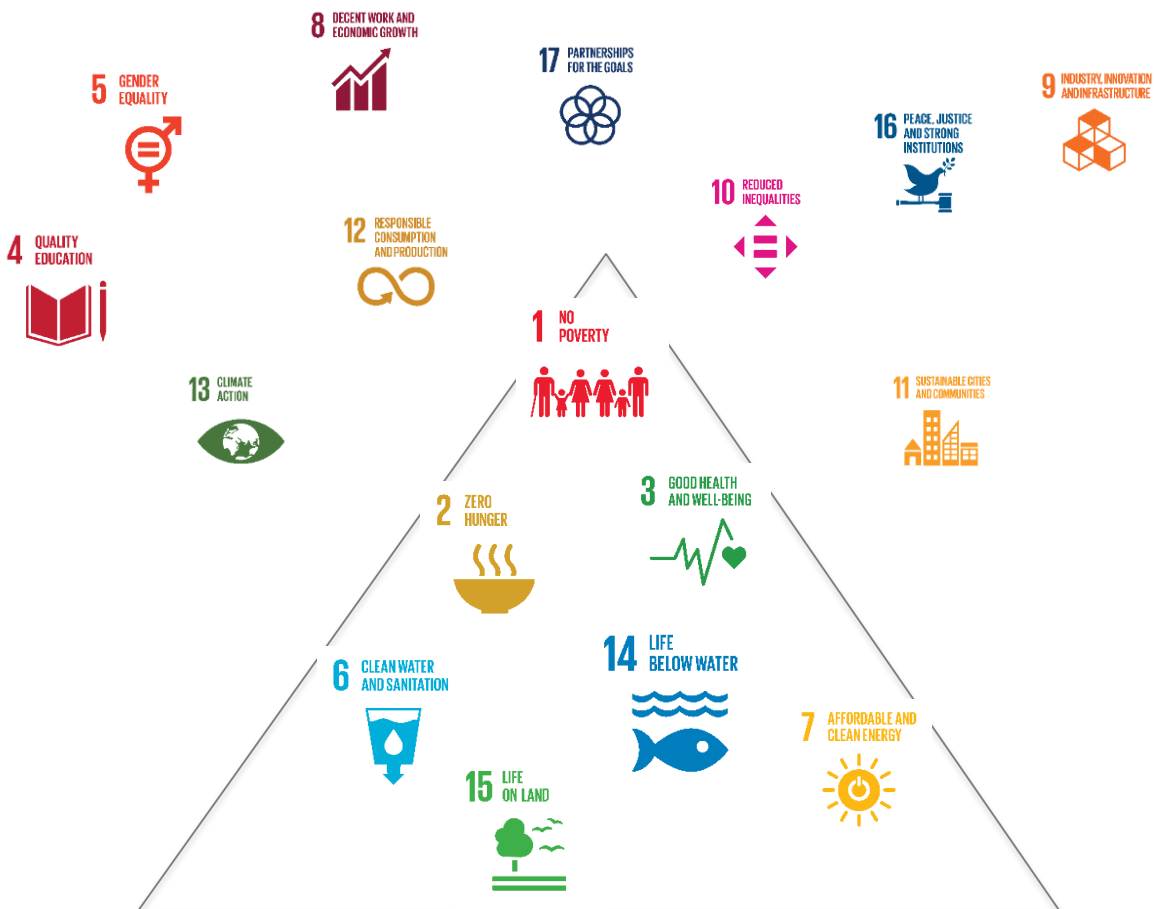 8 DECENT WORK AND
ECONOMIC GROWTH
17 PARTNERSHIPS
FOR THE GOALS
5 GENDER
EQUALITY
9 INDUSTRY, INNOVATION
AND INFRASTRUCTURE
16 PEACE, JUSTICE
AND STRONG
INSTITUTIONS
10 REDUCED
INEQUALITIES
12 RESPONSIBLE
CONSUMPTION
AND PRODUCTION
4 QUALITY
EDUCATION
1 NO
POVERTY
13 CLIMATE
ACTION
11 SUSTAINABLE CITIES
AND COMMUNITIES
2 ZERO
HUNGER
3 GOOD HEALTH
AND WELL-BEING
14 LIFE
BELOW WATER
6 CLEAN WATER
AND SANITATION
7 AFFORDABLE AND
CLEAN ENERGY
15 LIFE
ON LAND